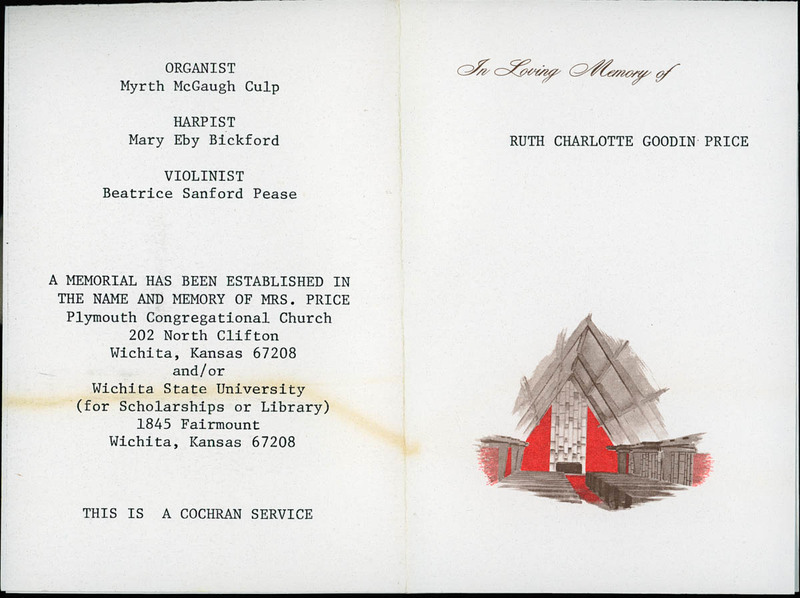 ORGANIST
Myrth McGaugh Culp
HARPIST
Mary Eby Bickford
VIOLINIST
Beatrice Sanford Pease
A MEMORIAL HAS BEEN ESTABLISHED IN
THE NAME AND MEMORY OF MRS. PRICE
Plymouth Congregational Church
202 North Clifton
Wichita, Kansas 67208
and/or
Wichita State University
(for Scholarships or Library)
1845 Fairmount
Wichita, Kansas 67208
THIS IS A COCHRAN SERVICE
In Loving Memory of
RUTH CHARLOTTE GOODIN PRICE